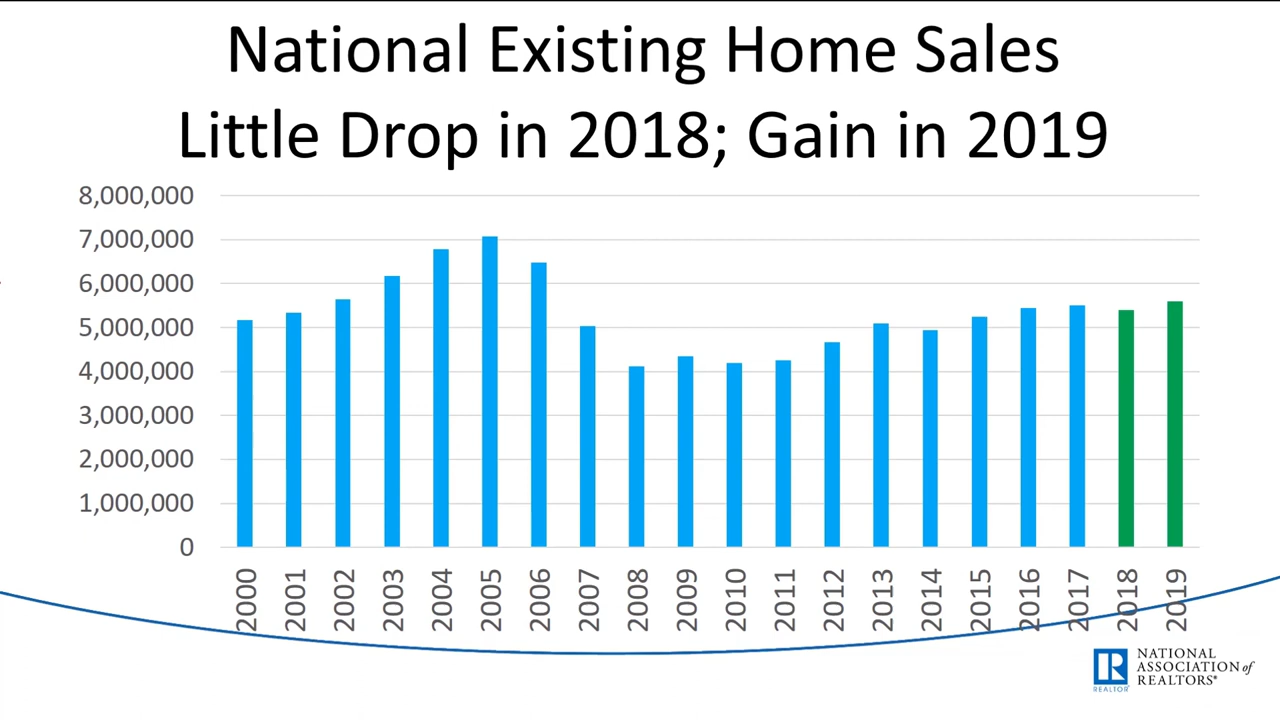 National Existing Home Sales
Little Drop in 2018; Gain in 2019
8,000,000
7,000,000
6,000,000
5,000,000
4,000,000
3,000,000
2,000,000
1,000,000
0
2000 2001 2002 2003 2004 2005 2006 2007 2008 2009 2010 2011 2012 2013 2014 2015 2016 2017 2018 2019
NATIONAL
ASSOCIATION of
REALTORS®
REALTOR®